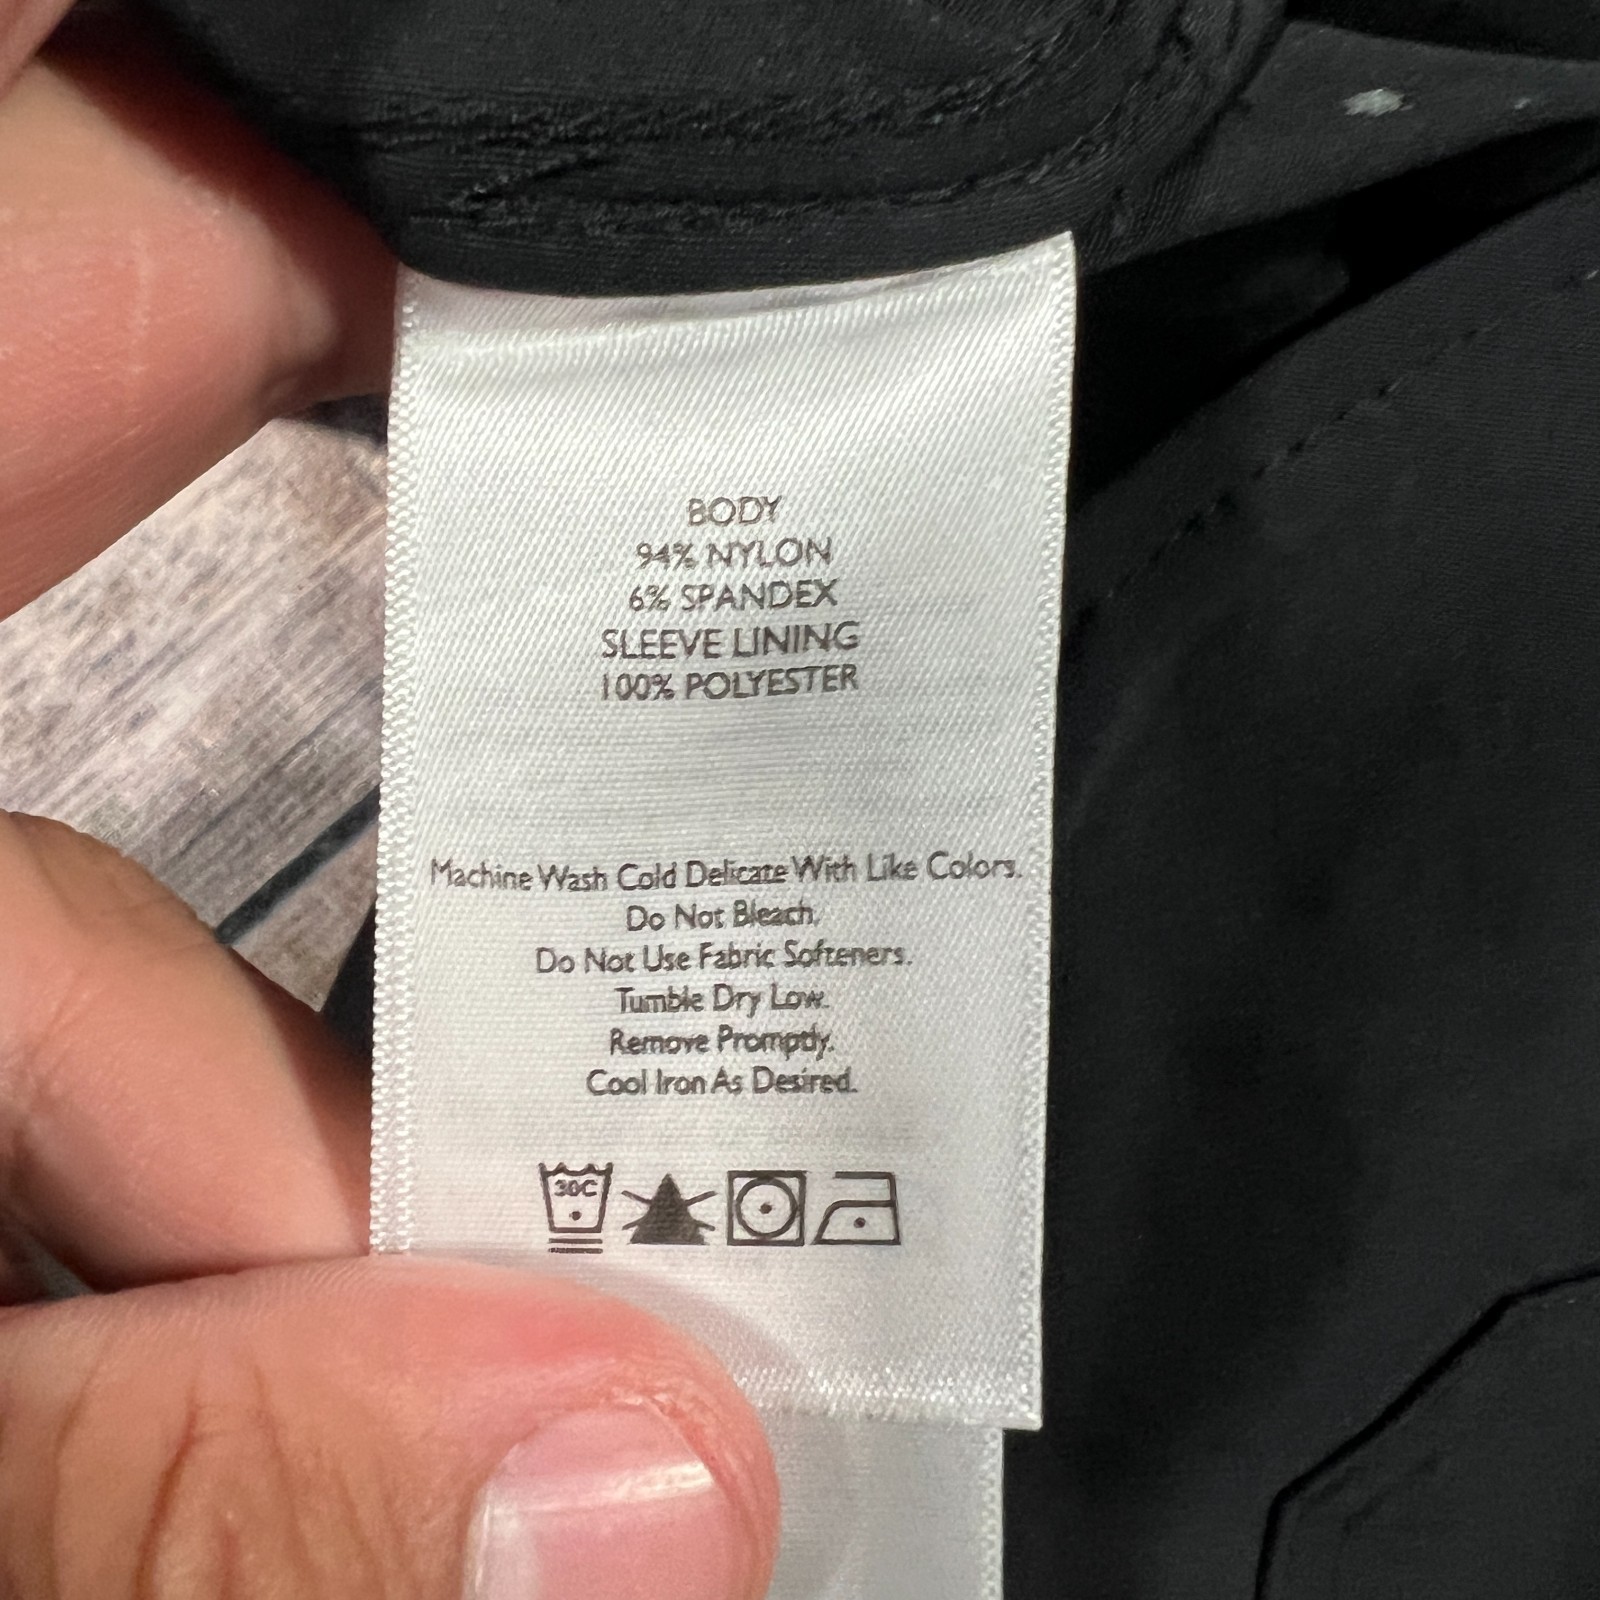 BODY
94% NYLON
6% SPANDEX
SLEEVE LINING
100% POLYESTER
Machine Wash Cold Delicate With Like Colors.
Do Not Bleach.
Do Not Use Fabric Softeners.
Tumble Dry Low.
Remove Promptly.
Cool Iron As Desired.
30C